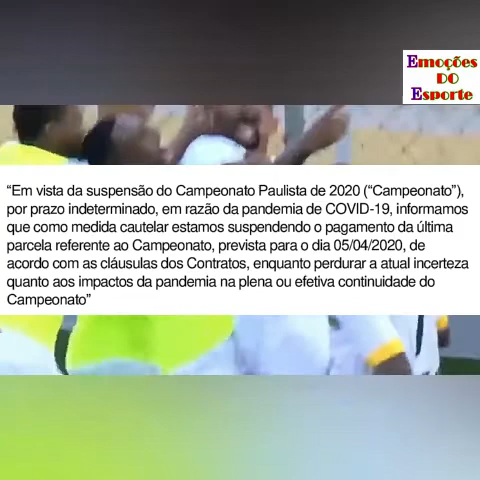 Emoções
DO
Esporte
“Em vista da suspensão do Campeonato Paulista de 2020 (“Campeonato”),
por prazo indeterminado, em razão da pandemia de COVID-19, informamos
que como medida cautelar estamos suspendendo o pagamento da última
parcela referente ao Campeonato, prevista para o dia 05/04/2020, de
acordo com as cláusulas dos Contratos, enquanto perdurar a atual incerteza
quanto aos impactos da pandemia na plena ou efetiva continuidade do
Campeonato”